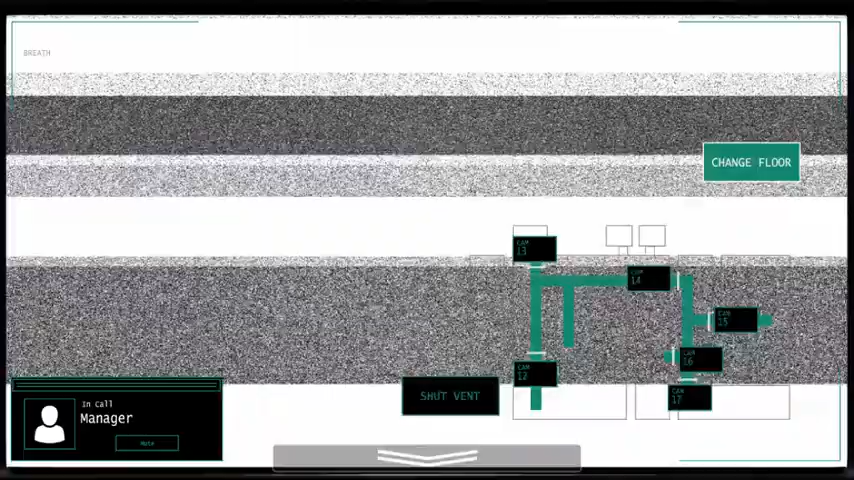 BREATH
CHANGE FLOOR
CAM
13
CAM
14
CAM
15
CAM
16
CAM
12
CAM
17
SHUT VENT
In Call
Manager
Mute